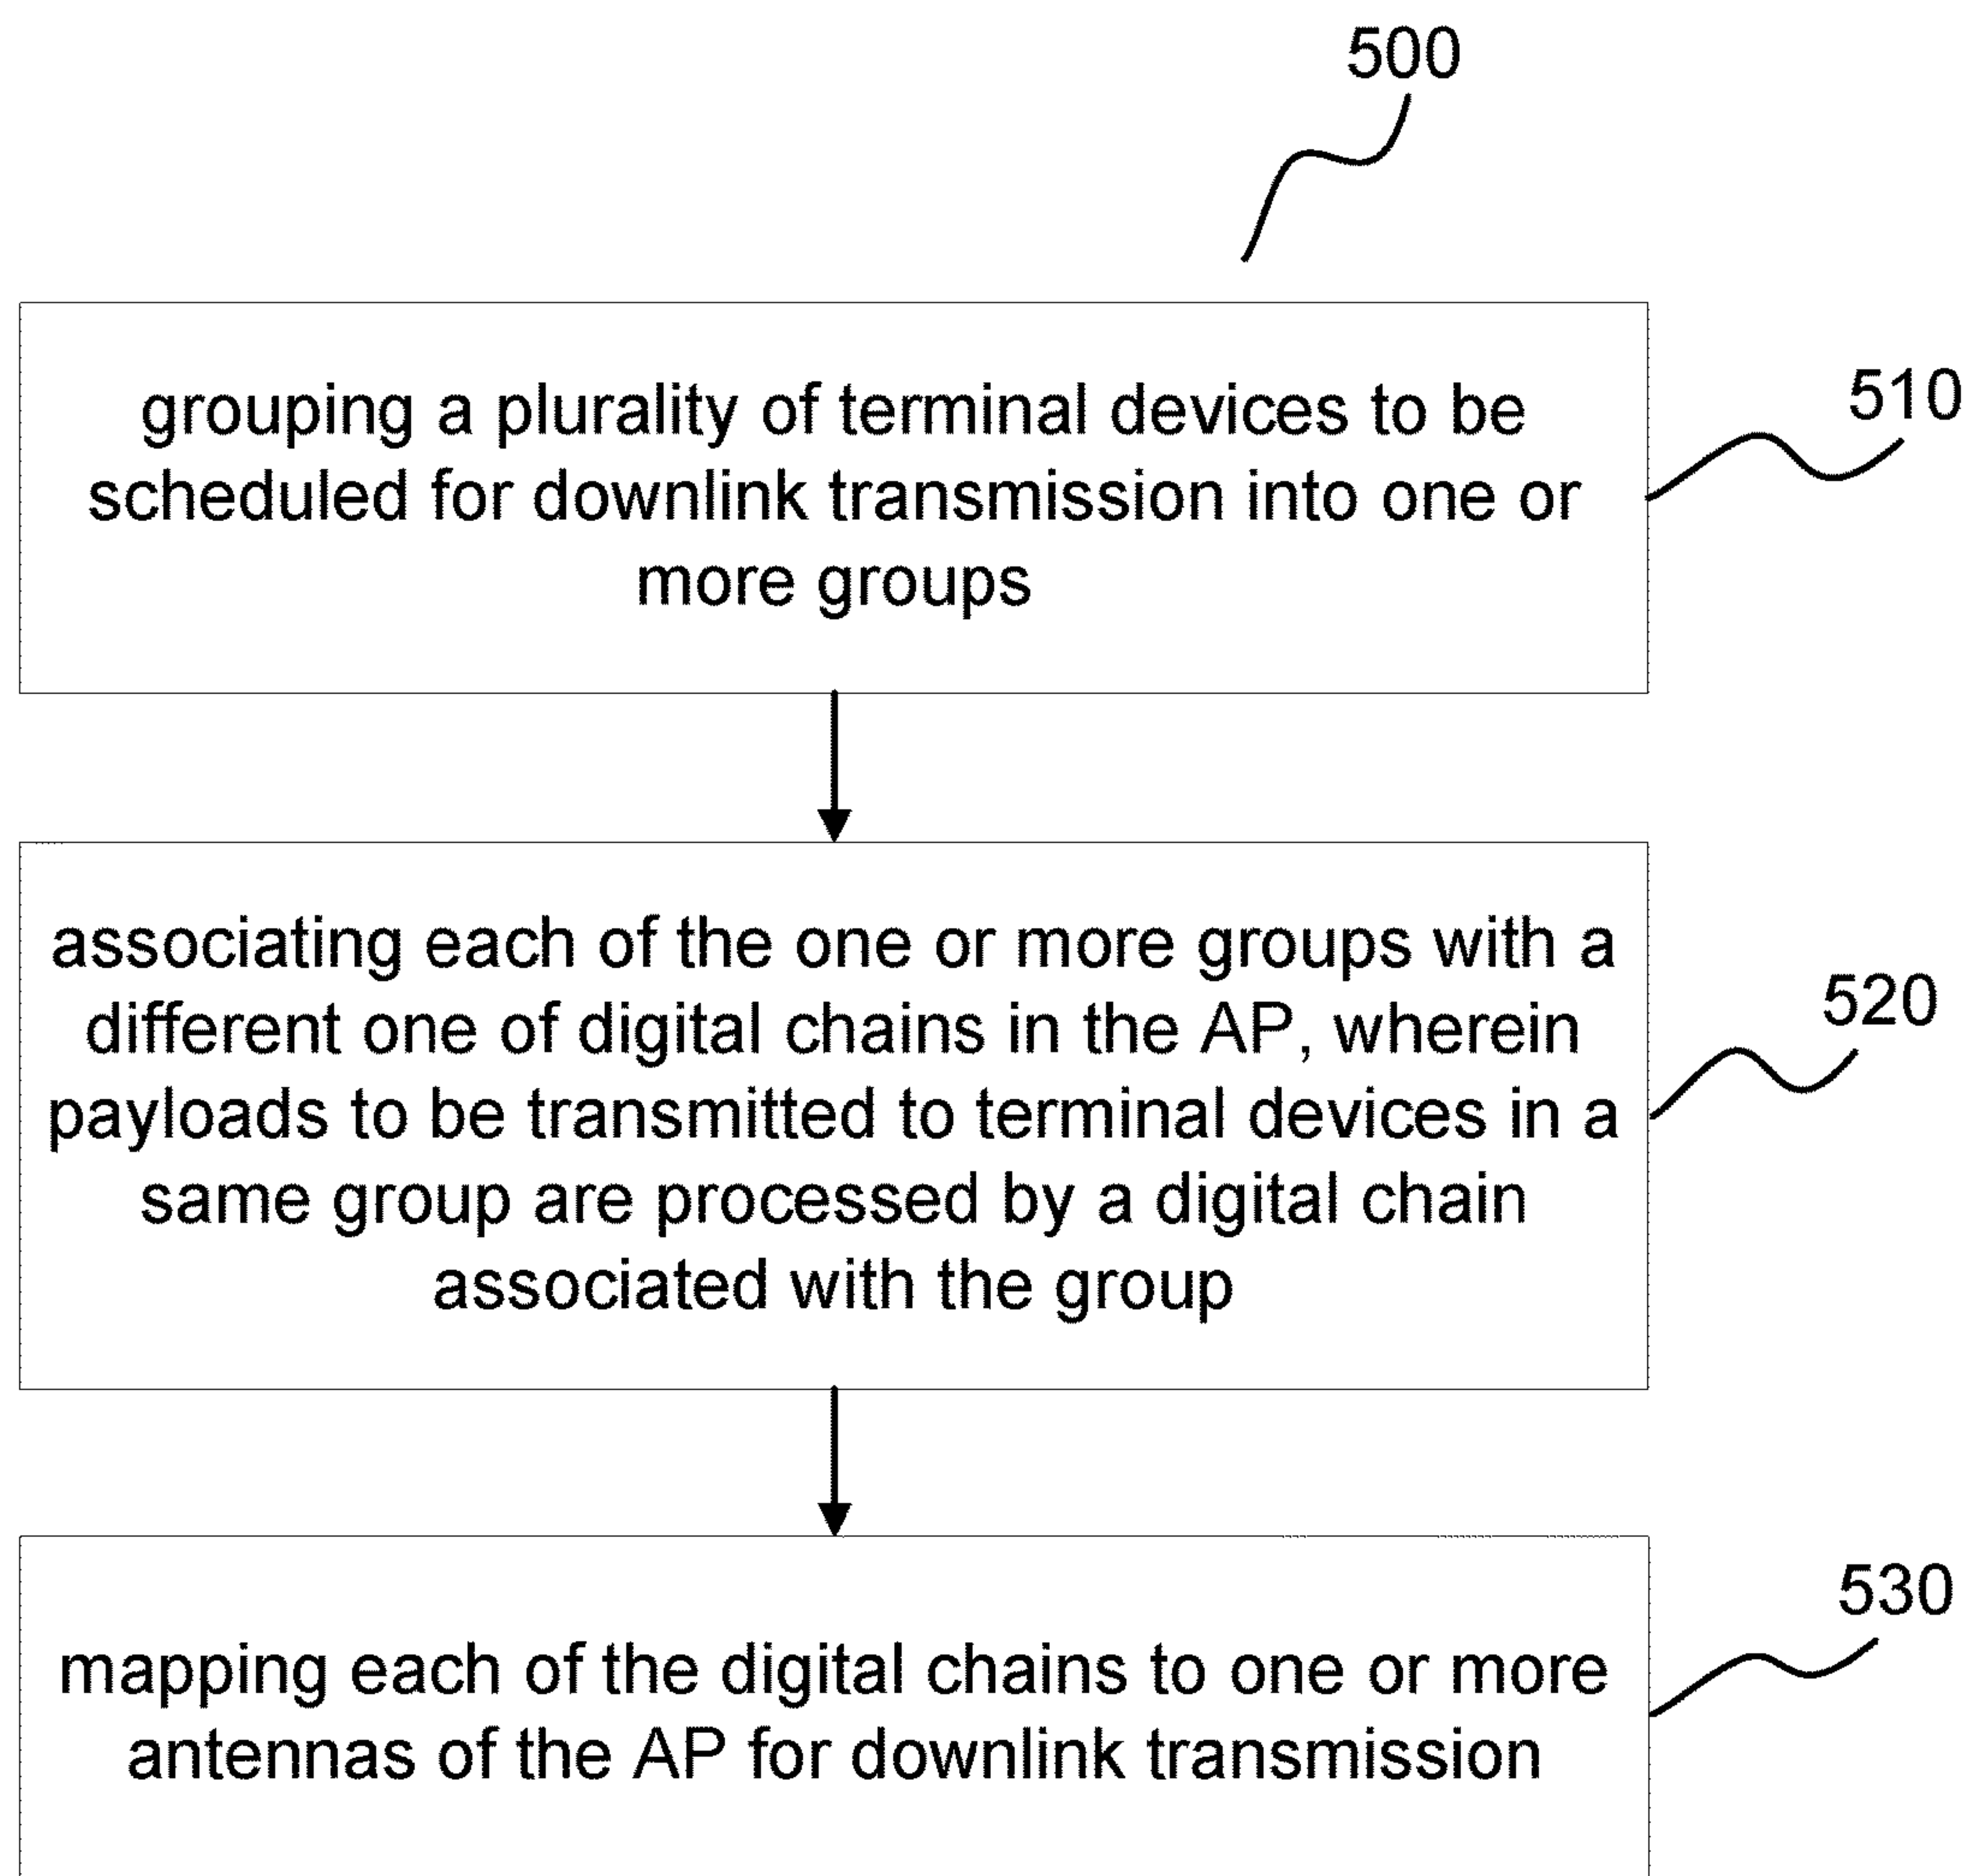 500
grouping a plurality of terminal devices to be
scheduled for downlink transmission into one or
more groups
510
associating each of the one or more groups with a
different one of digital chains in the AP, wherein
payloads to be transmitted to terminal devices in a
same group are processed by a digital chain
associated with the group
520
mapping each of the digital chains to one or more
antennas of the AP for downlink transmission
530